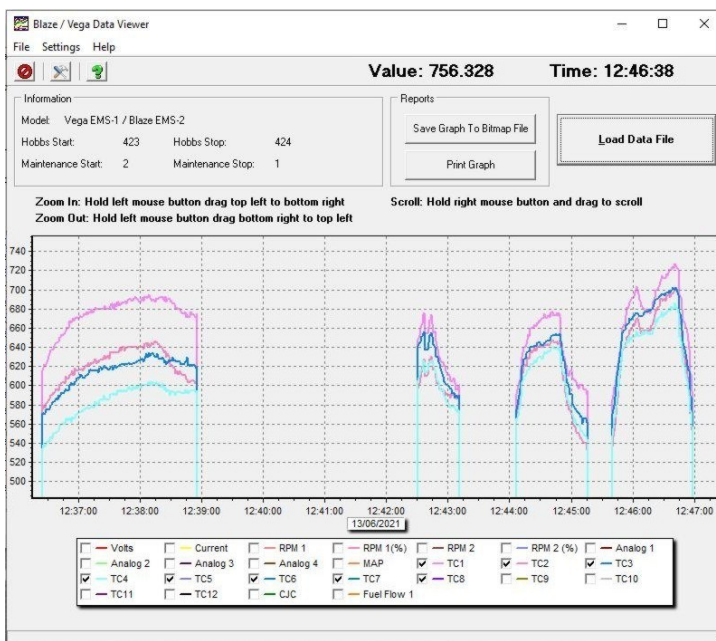 Blaze / Vega Data Viewer
File Settings Help
Value: 756.328 Time: 12:46:38
Information
Model: Vega EMS-1 / Blaze EMS-2
Hobbs Start: 423 Hobbs Stop: 424
Maintenance Start: 2 Maintenance Stop: 1
Reports
Save Graph To Bitmap File
Print Graph
Load Data File
Zoom In: Hold left mouse button drag top left to bottom right
Zoom Out: Hold left mouse button drag bottom right to top left
Scroll: Hold right mouse button and drag to scroll
740
720
700
680
660
640
620
600
580
560
540
520
500
12:37:00 12:38:00 12:39:00 12:40:00 12:41:00 12:42:00 12:43:00 12:44:00 12:45:00 12:46:00 12:47:00
13/06/2021
Volts Current RPM 1 RPM 1(%) RPM 2 RPM 2 (%) Analog 1
Analog 2 Analog 3 Analog 4 MAP TC1 TC2 TC3
TC4 TC5 TC6 TC7 TC8 TC9 TC10
TC11 TC12 CJC Fuel Flow 1